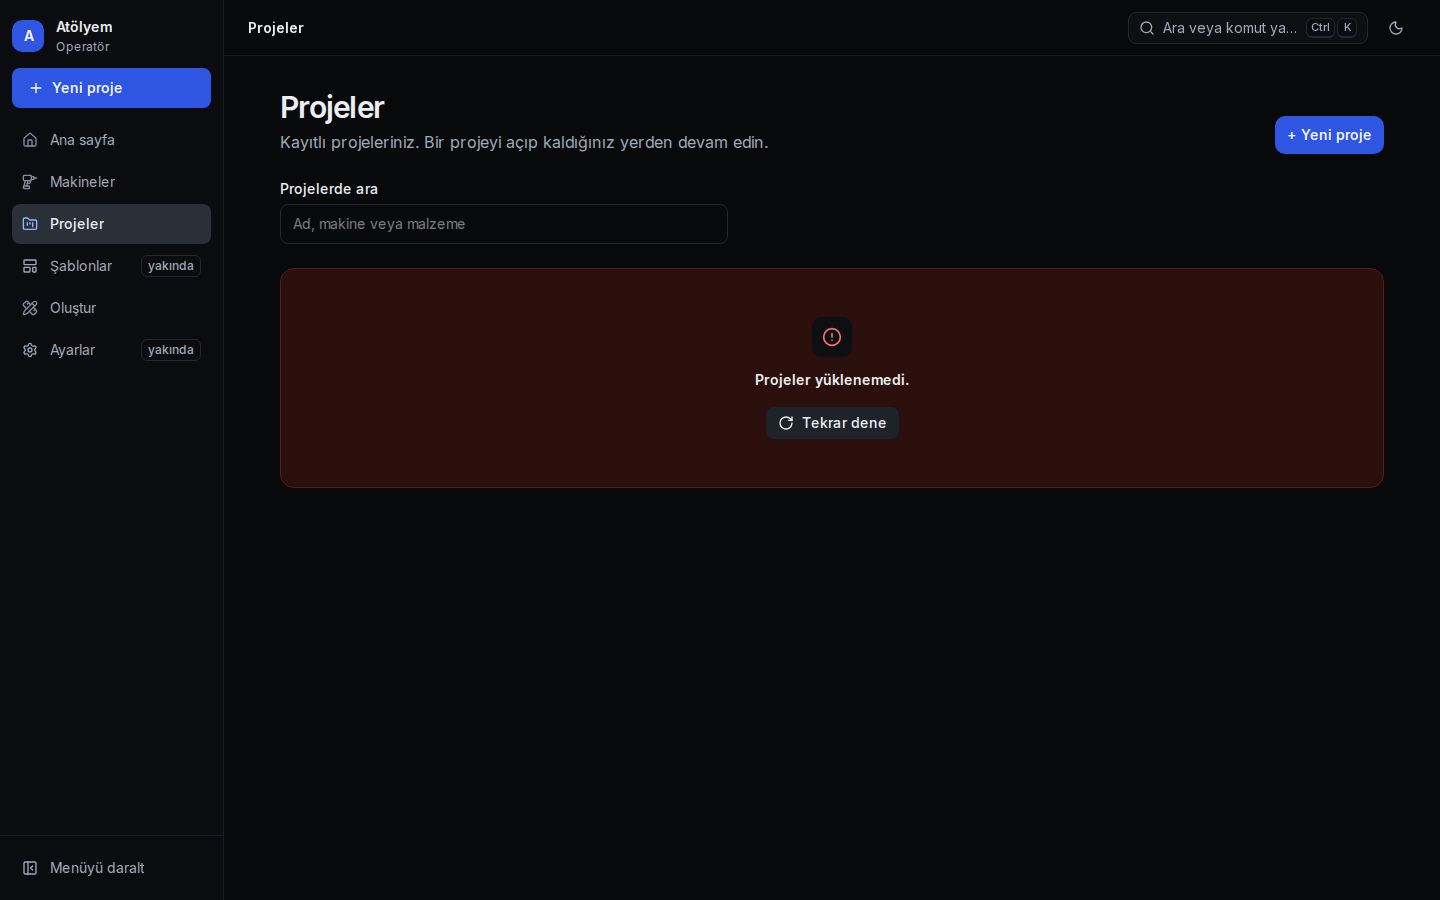 A
Atölyem
Operatör
Yeni proje
Ana sayfa
Makineler
Projeler
Şablonlar yakında
Oluştur
Ayarlar yakında
Menüyü daralt
Projeler
Ara veya komut ya... Ctrl K
Projeler
Kayıtlı projeleriniz. Bir projeyi açıp kaldığınız yerden devam edin.
+ Yeni proje
Projelerde ara
Ad, makine veya malzeme
Projeler yüklenemedi.
Tekrar dene